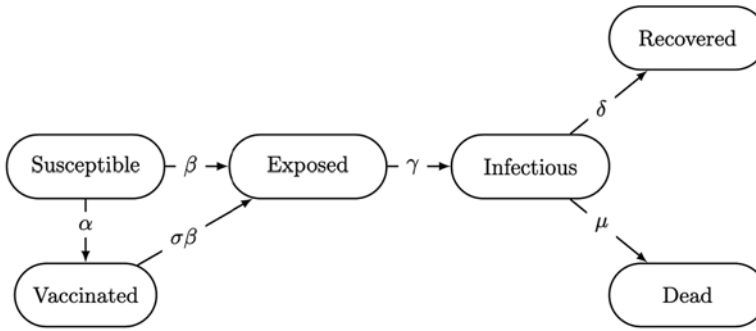 Recovered
δ
Susceptible β Exposed γ Infectious
α
σβ
μ
Vaccinated
Dead